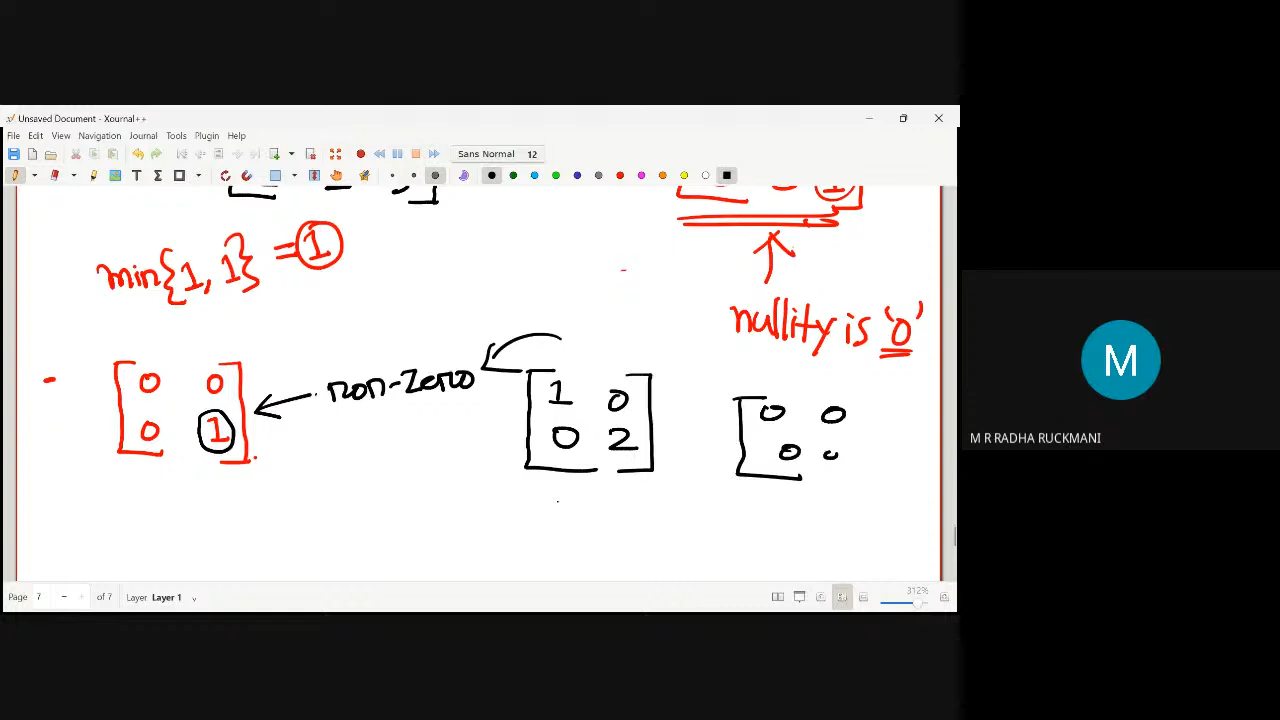 Unsaved Document - Xournal++
File Edit View Navigation Journal Tools Plugin Help
Sans Normal 12
min{1, 1} = 1
nullity is '0'
0 0
0 1
non-zero
1 0
0 2
0 0
0 0
M
M R RADHA RUCKMANI
Page 7 of 7 Layer Layer 1
312%